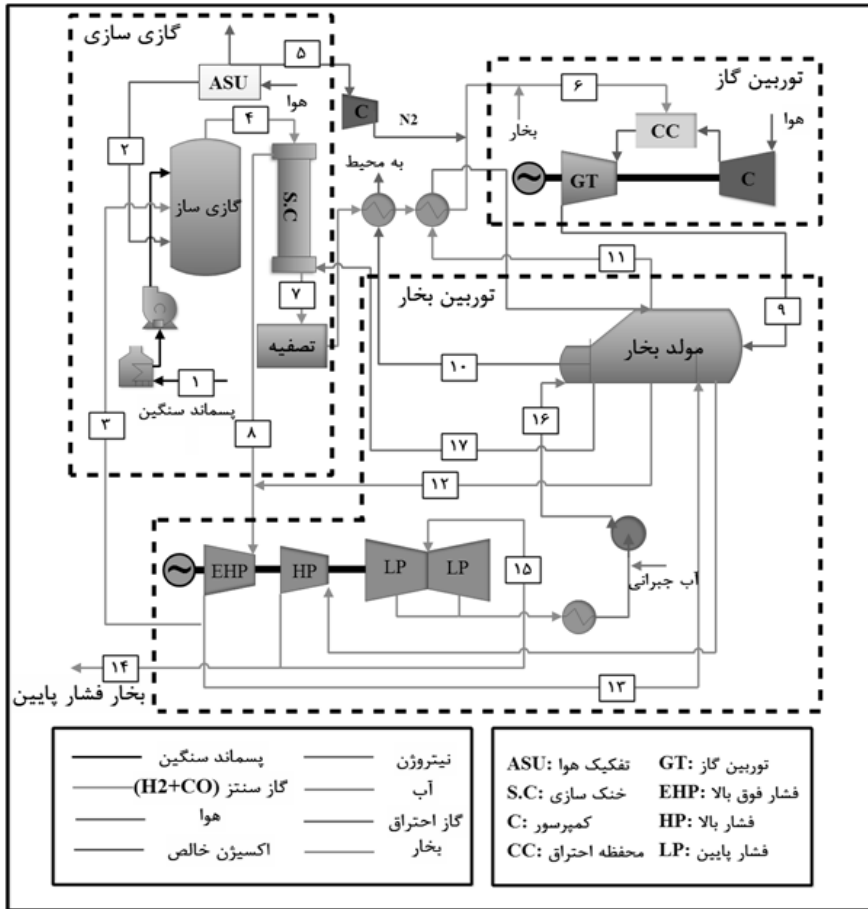 گازی سازی
۵
ASU
هوا
۴
۲
C
N2
۶
بخار
توربین گاز
هوا
CC
GT
C
به محیط
گازی ساز
S.C
۷
تصفیه
۱
پسماند سنگین
۳
۸
۱۱
توربین بخار
۹
مولد بخار
۱۰
۱۶
۱۷
۱۲
EHP
HP
LP
LP
۱۵
آب جبرانی
۱۴
بخار فشار پایین
۱۳
پسماند سنگین
نیتروژن
گاز سنتز (H2+CO)
آب
هوا
گاز احتراق
اکسیژن خالص
بخار
ASU: تفکیک هوا
GT: توربین گاز
S.C: خنک سازی
EHP: فشار فوق بالا
C: کمپرسور
HP: فشار بالا
CC: محفظه احتراق
LP: فشار پایین